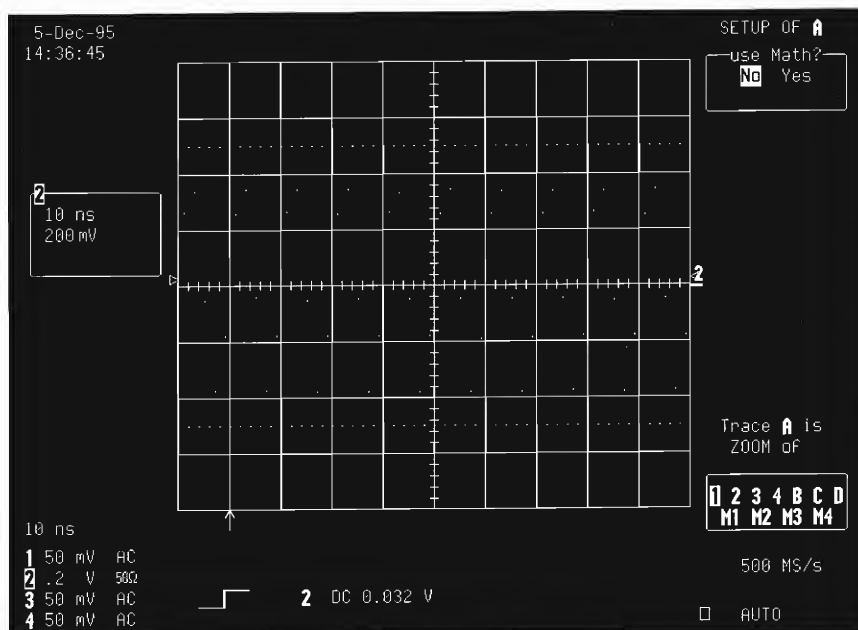 5-Dec-95
14:36:45
SETUP OF A
use Math?
No Yes
2
10 ns
200mV
2
Trace A is
ZOOM of
1 2 3 4 B C D
M1 M2 M3 M4
10 ns
1 50 mV AC
2 .2 V 50Ω
3 50 mV AC
4 50 mV AC
2 DC 0.032 V
500 MS/s
AUTO